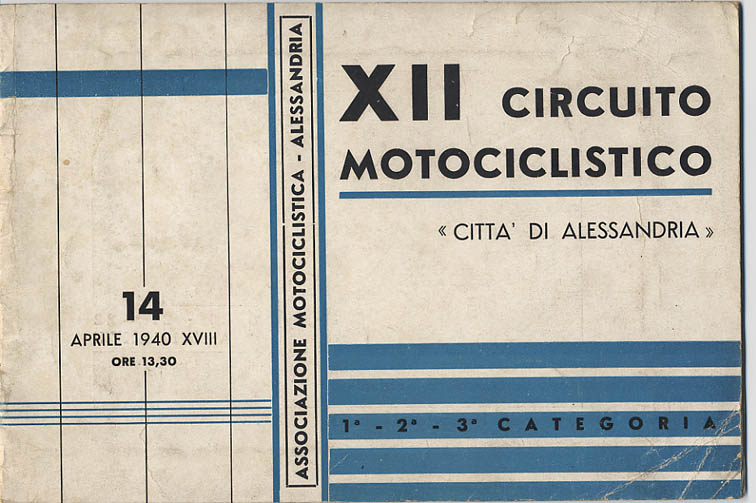 14
APRILE 1940 XVIII
ORE 13,30
ASSOCIAZIONE MOTOCICLISTICA - ALESSANDRIA
XII CIRCUITO
MOTOCICLISTICO
« CITTA' DI ALESSANDRIA »
1ª - 2ª - 3ª CATEGORIA